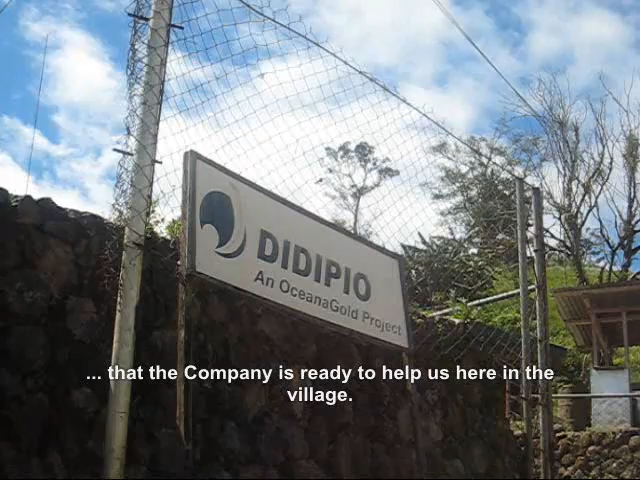 DIDIPIO
An OceanaGold Project
... that the Company is ready to help us here in the
village.